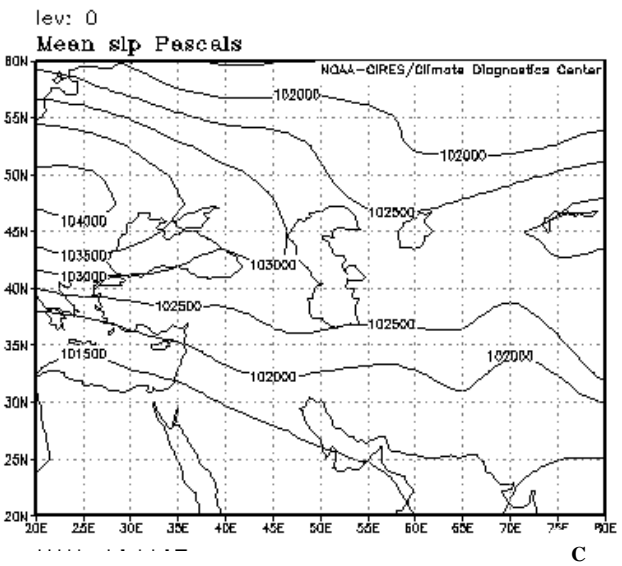 lev: 0
Mean slp Pascals
NOAA-CIRES/Climate Diagnostics Center
60N
55N
50N
45N
40N
35N
30N
25N
20N
102000
102000
102500
104000
103500
103000
103000
102500
102500
101500
102000
102000
20E 25E 30E 35E 40E 45E 50E 55E 60E 65E 70E 75E 80E
C